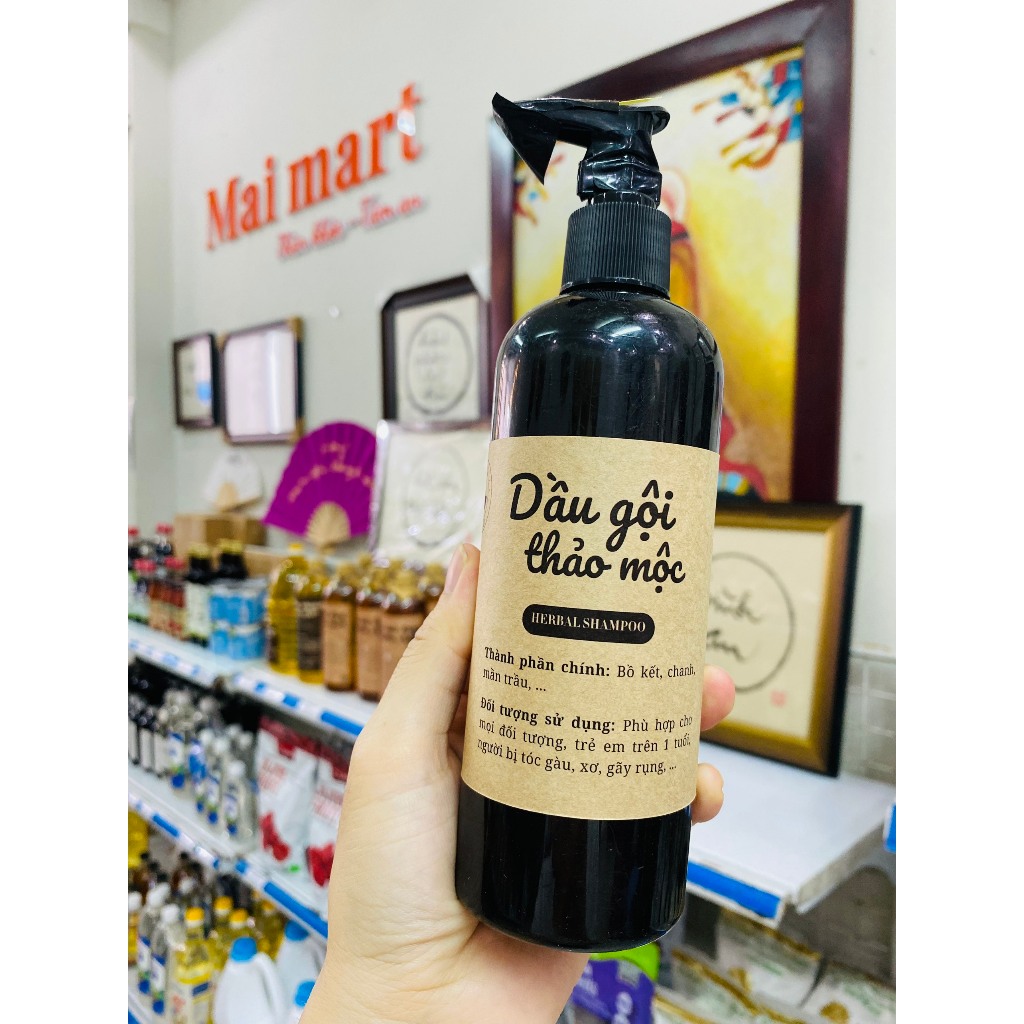 Mai mart
Dầu gội
thảo mộc
HERBAL SHAMPOO
Thành phần chính: Bồ kết, chanh,
mần trầu, ...
Đối tượng sử dụng: Phù hợp cho
mọi đối tượng, trẻ em trên 1 tuổi,
người bị tóc gàu, xơ, gãy rụng, ...